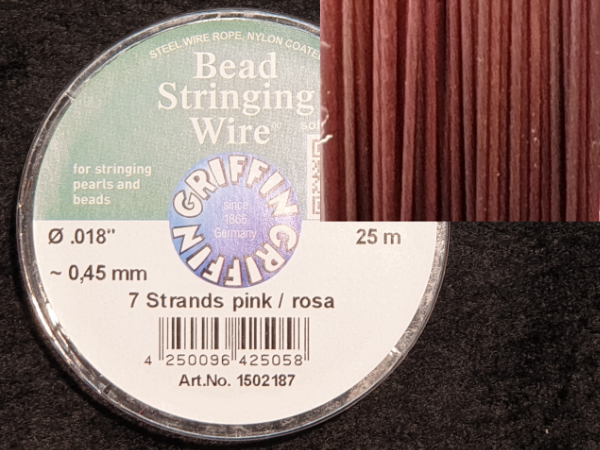 STEEL WIRE ROPE, NYLON COATE
Bead
Stringing
Wire®
for stringing
pearls and
beads
GRIFFIN GRIFFIN
since
1866
Germany
Ø .018" 25 m
~ 0,45 mm
7 Strands pink / rosa
4 250096 425058
Art.No. 1502187